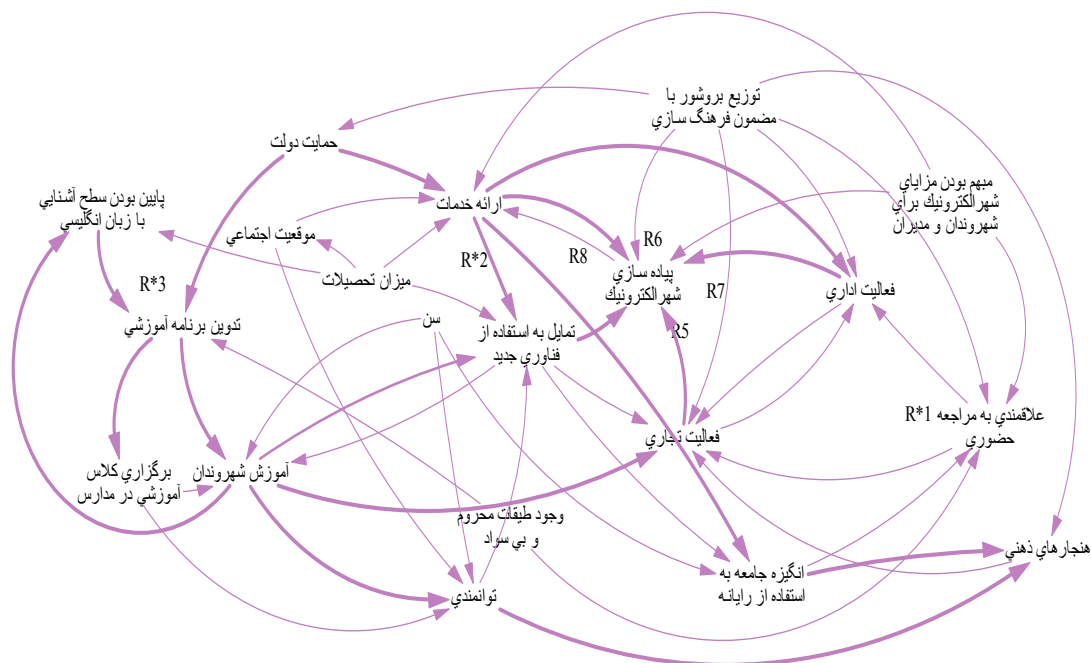 توزيع بروشور با
مضمون فرهنگ سازي
حمايت دولت
مبهم بودن مزاياي
شهرالكترونيك براي
شهروندان و مديران
پايين بودن سطح آشنايي
با زبان انگليسي
ارائه خدمات
موقعيت اجتماعي
R6
R*2
R8
ميزان تحصيلات
پياده سازي
شهرالكترونيك
R7
فعاليت اداري
R*3
تدوين برنامه آموزشي
سن
تمايل به استفاده از
فناوري جديد
R5
علاقمندي به مراجعه
حضوري
R*1
فعاليت تجاري
برگزاري كلاس
آموزشي در مدارس
آموزش شهروندان
وجود طبقات محروم
و بي سواد
هنجارهاي ذهني
انگيزه جامعه به
استفاده از رايانه
توانمندي